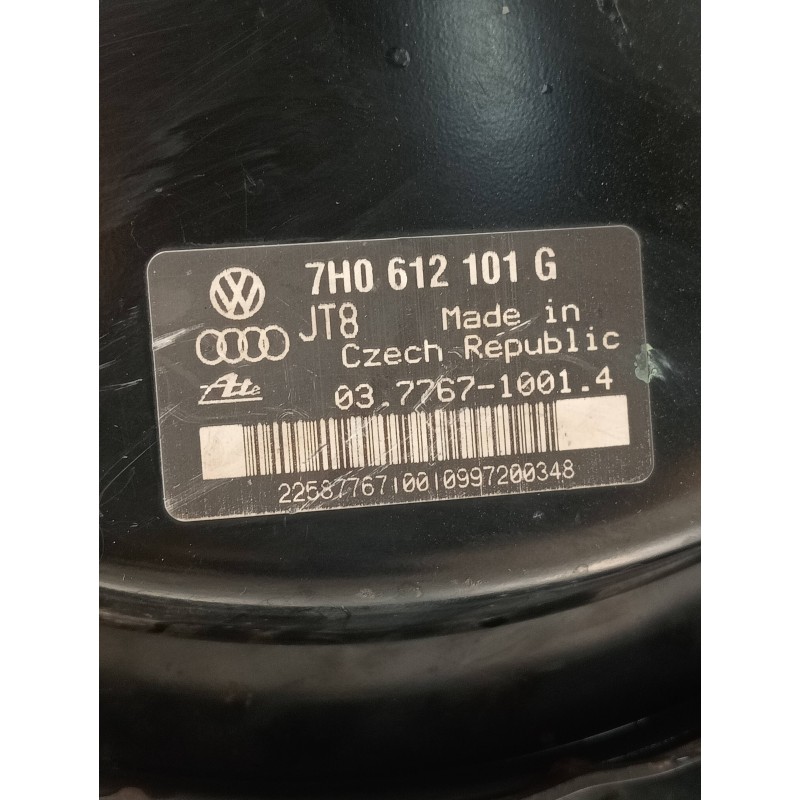 7H0 612 101 G
JT8 Made in
Czech Republic
Ate 03.7767-1001.4
2258776710010997200348